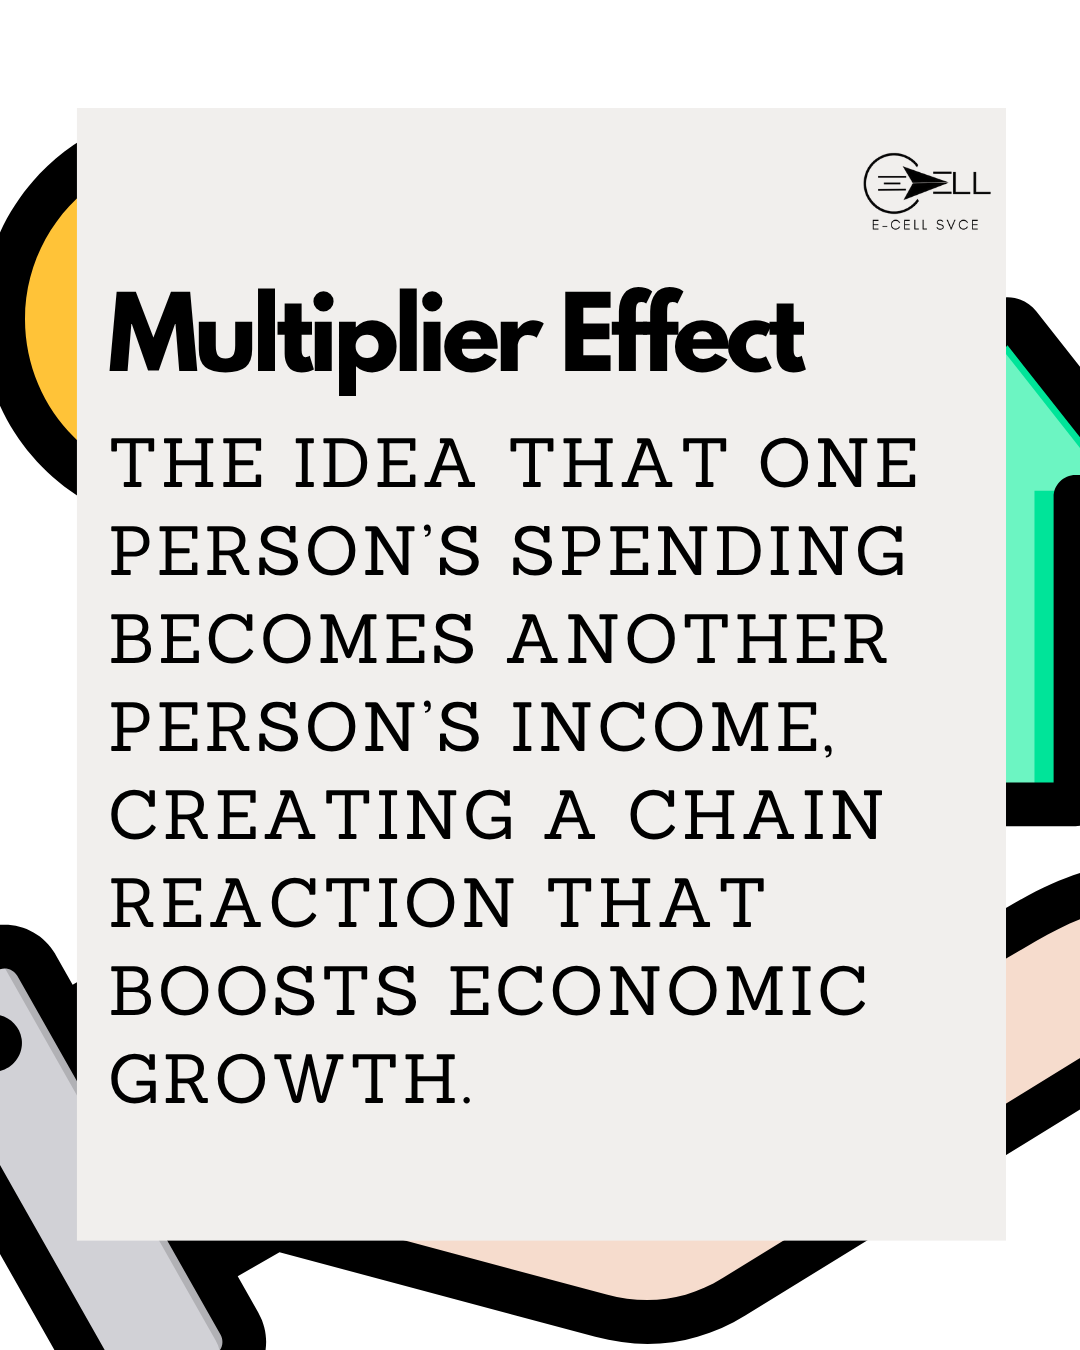 ELL
E-CELL SVCE
Multiplier Effect
THE IDEA THAT ONE
PERSON’S SPENDING
BECOMES ANOTHER
PERSON’S INCOME,
CREATING A CHAIN
REACTION THAT
BOOSTS ECONOMIC
GROWTH.